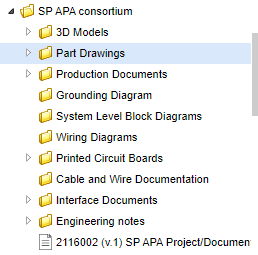 SP APA consortium
3D Models
Part Drawings
Production Documents
Grounding Diagram
System Level Block Diagrams
Wiring Diagrams
Printed Circuit Boards
Cable and Wire Documentation
Interface Documents
Engineering notes
2116002 (v.1) SP APA Project/Documen